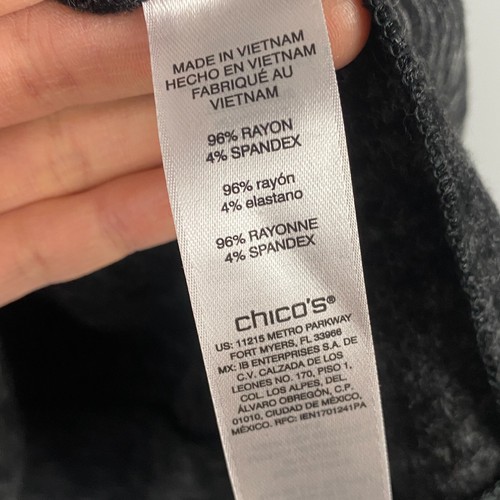 MADE IN VIETNAM
HECHO EN VIETNAM
FABRIQUÉ AU
VIETNAM
96% RAYON
4% SPANDEX
96% rayón
4% elastano
96% RAYONNE
4% SPANDEX
chico's®
US: 11215 METRO PARKWAY
FORT MYERS, FL 33966
MX: IB ENTERPRISES S.A. DE
C.V. CALZADA DE LOS
LEONES NO. 170, PISO 1,
COL. LOS ALPES, DEL.
ÁLVARO OBREGÓN, C.P.
01010, CIUDAD DE MÉXICO,
MÉXICO. RFC: IEN1701241PA